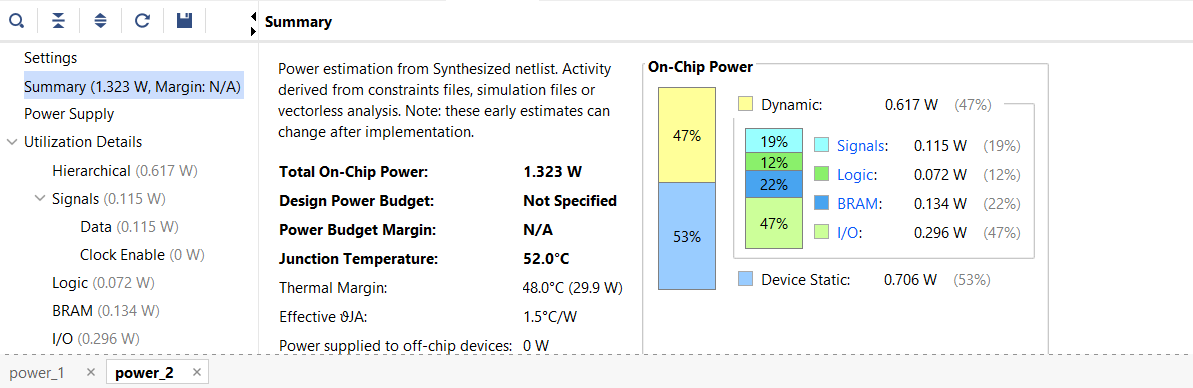 Summary
Settings
Summary (1.323 W, Margin: N/A)
Power Supply
Utilization Details
Hierarchical (0.617 W)
Signals (0.115 W)
Data (0.115 W)
Clock Enable (0 W)
Logic (0.072 W)
BRAM (0.134 W)
I/O (0.296 W)
Power estimation from Synthesized netlist. Activity
derived from constraints files, simulation files or
vectorless analysis. Note: these early estimates can
change after implementation.
Total On-Chip Power: 1.323 W
Design Power Budget: Not Specified
Power Budget Margin: N/A
Junction Temperature: 52.0°C
Thermal Margin: 48.0°C (29.9 W)
Effective ϑJA: 1.5°C/W
Power supplied to off-chip devices: 0 W
On-Chip Power
47%
53%
Dynamic: 0.617 W (47%)
19%
12%
22%
47%
Signals: 0.115 W (19%)
Logic: 0.072 W (12%)
BRAM: 0.134 W (22%)
I/O: 0.296 W (47%)
Device Static: 0.706 W (53%)
power_1
power_2